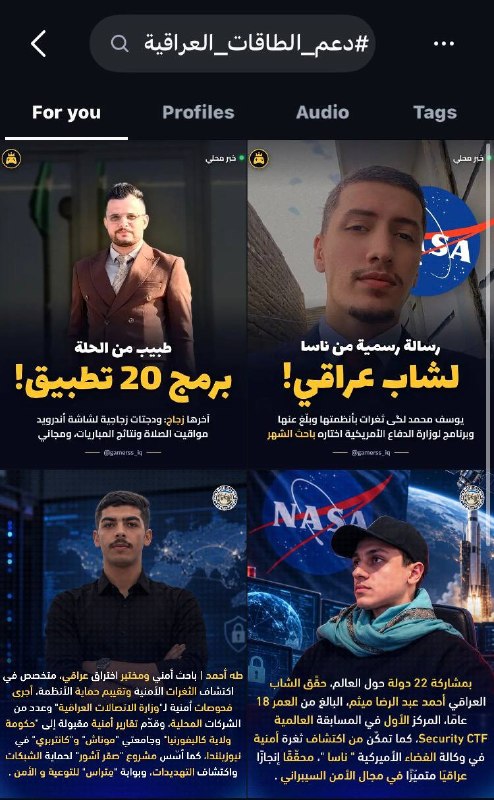 #دعم_الطاقات_العراقية
For you
Profiles
Audio
Tags
خبر محلي
طبيب من الحلة
برمج 20 تطبيق!
آخرها زجاج: ودجتات زجاجية لشاشة أندرويد
مواقيت الصلاة ونتائج المباريات، ومجاني
@gamerss_iq
خبر محلي
NASA
رسالة رسمية من ناسا
لشاب عراقي!
يوسف محمد لگى ثغرات بأنظمتها وبلّغ عنها
وبرنامج لوزارة الدفاع الأمريكية اختاره باحث الشهر
@gamerss_iq
طه أحمد | باحث أمني ومختبر اختراق عراقي، متخصص في
اكتشاف الثغرات الأمنية وتقييم حماية الأنظمة، أجرى
فحوصات أمنية لـ"وزارة الاتصالات العراقية" وعدد من
الشركات المحلية، وقدّم تقارير أمنية مقبولة إلى "حكومة
ولاية كاليفورنيا" وجامعتي "موناش" و"كانتربري" في
نيوزيلندا، كما أسّس مشروع "صقر آشور" لحماية الشبكات
واكتشاف التهديدات، وبوابة "مِتراس" للتوعية و الأمن .
NASA
بمشاركة 22 دولة حول العالم، حقّق الشاب
العراقي أحمد عبد الرضا ميثم، البالغ من العمر 18
عامًا، المركز الأول في المسابقة العالمية
Security CTF، كما تمكّن من اكتشاف ثغرة أمنية
في وكالة الفضاء الأميركية " ناسا "، محققًا إنجازًا
عراقيًا متميّزًا في مجال الأمن السيبراني .